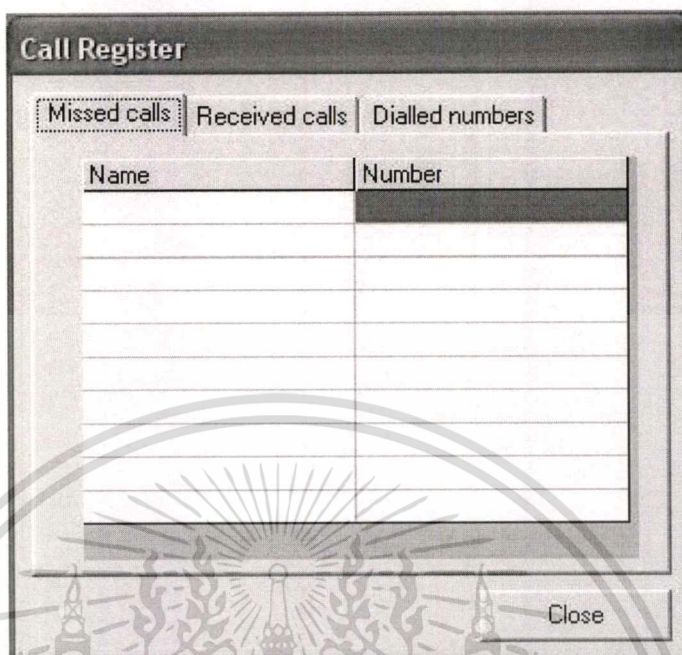 Call Register
Missed calls Received calls Dialled numbers
Name Number
Close